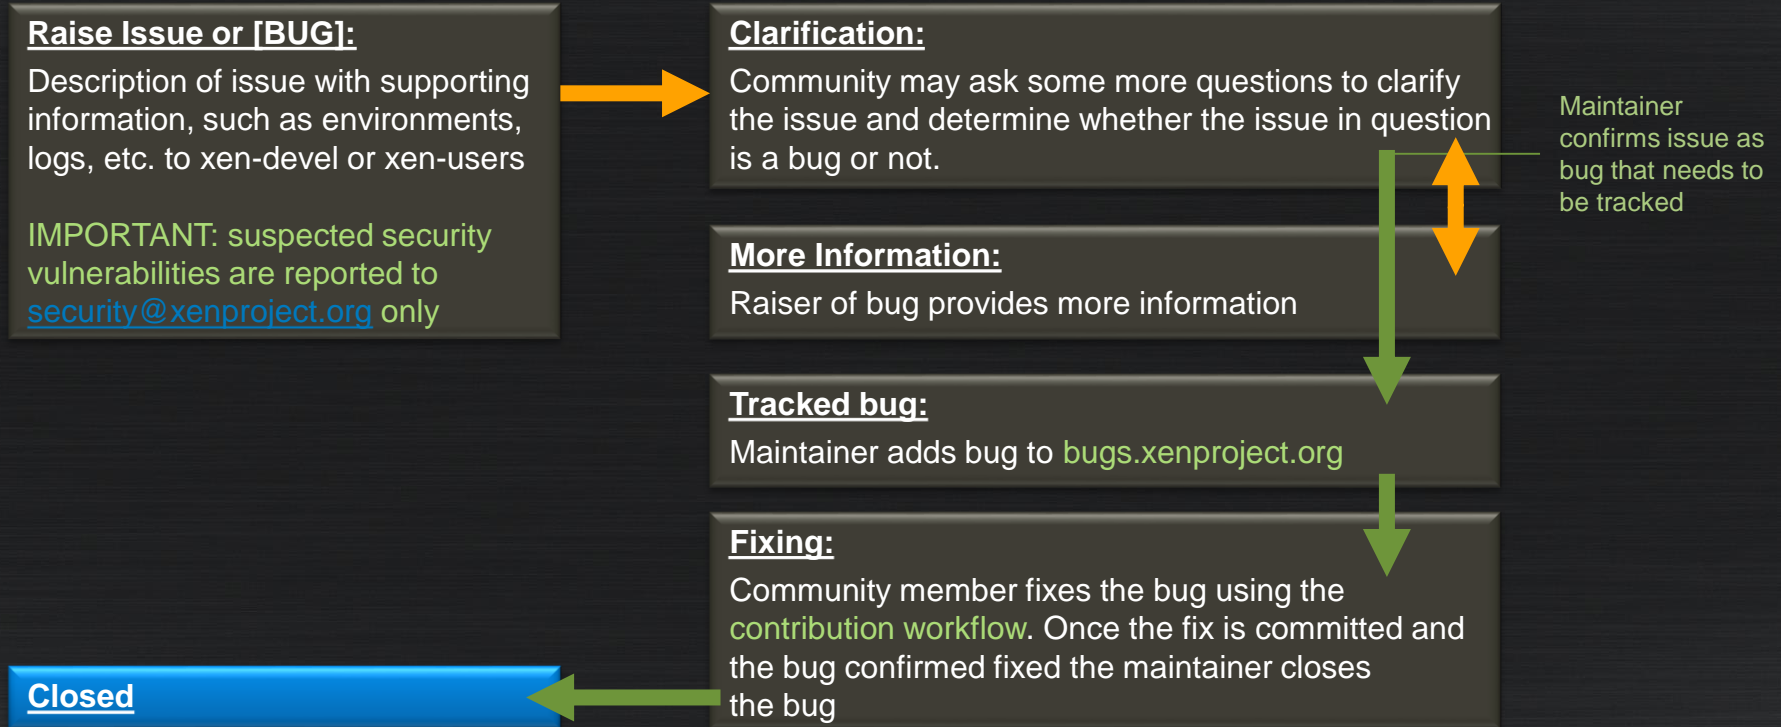 Raise Issue or [BUG]:
Description of issue with supporting
information, such as environments,
logs, etc. to xen-devel or xen-users
IMPORTANT: suspected security
vulnerabilities are reported to
security@xenproject.org only
Clarification:
Community may ask some more questions to clarify
the issue and determine whether the issue in question
is a bug or not.
Maintainer
confirms issue as
bug that needs to
be tracked
More Information:
Raiser of bug provides more information
Tracked bug:
Maintainer adds bug to bugs.xenproject.org
Fixing:
Community member fixes the bug using the
contribution workflow. Once the fix is committed and
the bug confirmed fixed the maintainer closes
the bug
Closed